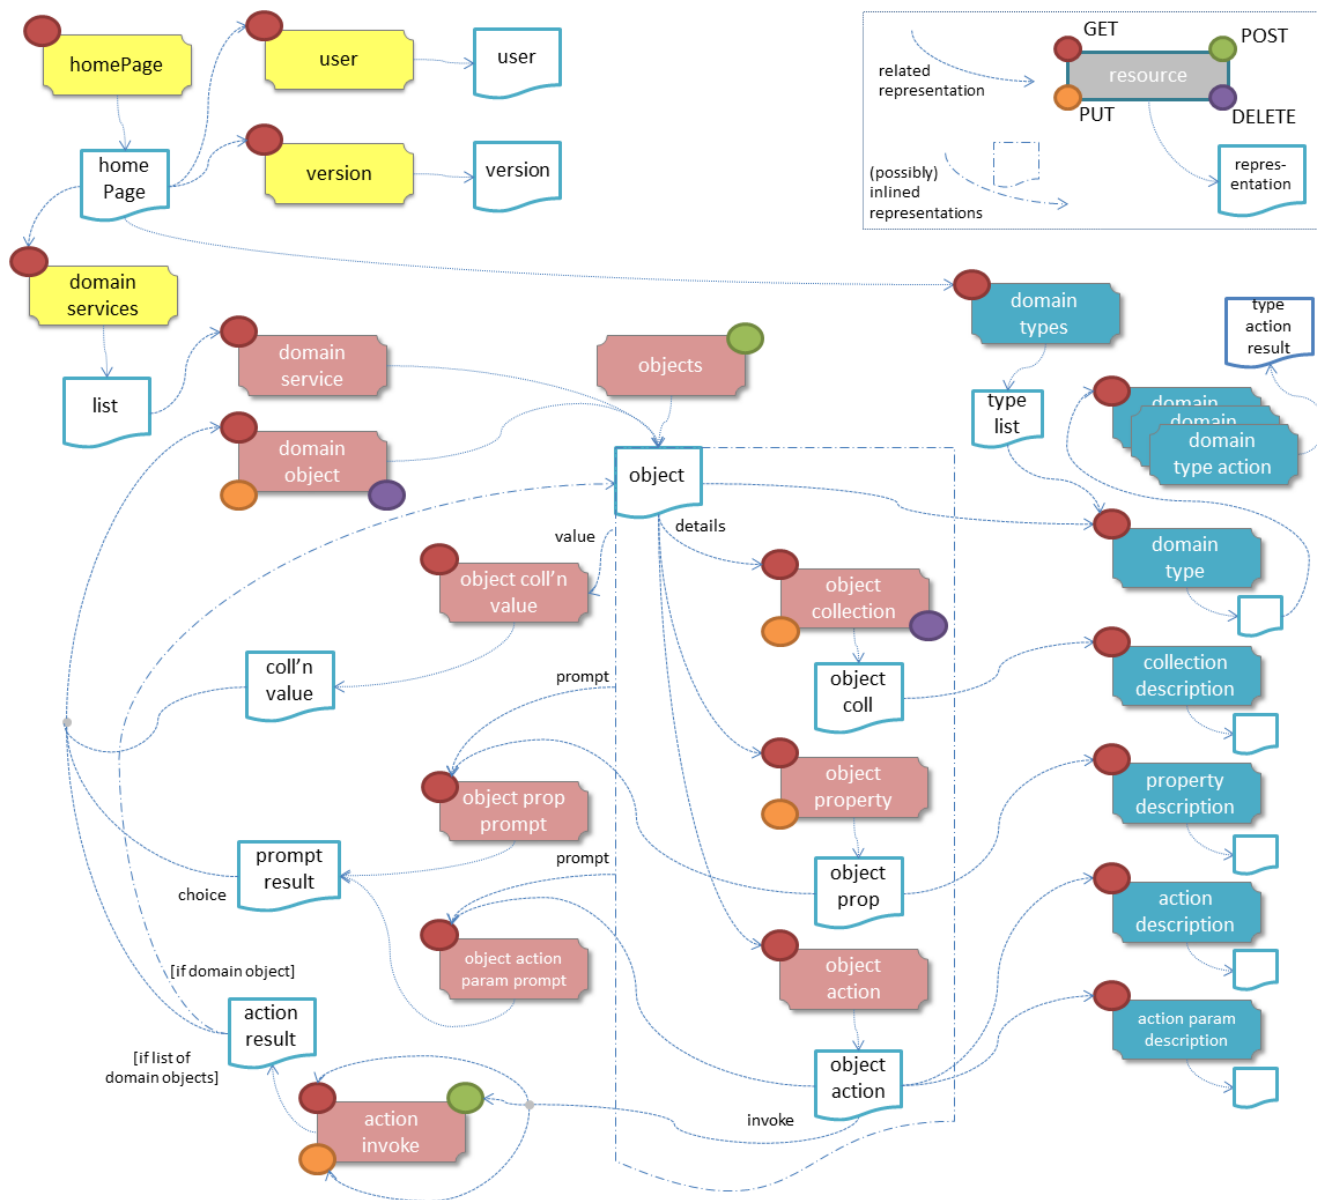 homePage
user
user
home
Page
version
version
GET
POST
related
representation
resource
PUT
DELETE
(possibly)
inlined
representations
repres-
entation
domain
services
list
domain
service
domain
object
objects
object
domain
types
type
list
type
action
result
domain
domain
domain
type action
value
details
object coll'n
value
object
collection
domain
type
coll'n
value
prompt
object
coll
collection
description
object prop
prompt
object
property
property
description
prompt
result
choice
prompt
object
prop
action
description
object action
param prompt
object
action
[if domain object]
action
result
[if list of
domain objects]
object
action
action param
description
action
invoke
invoke